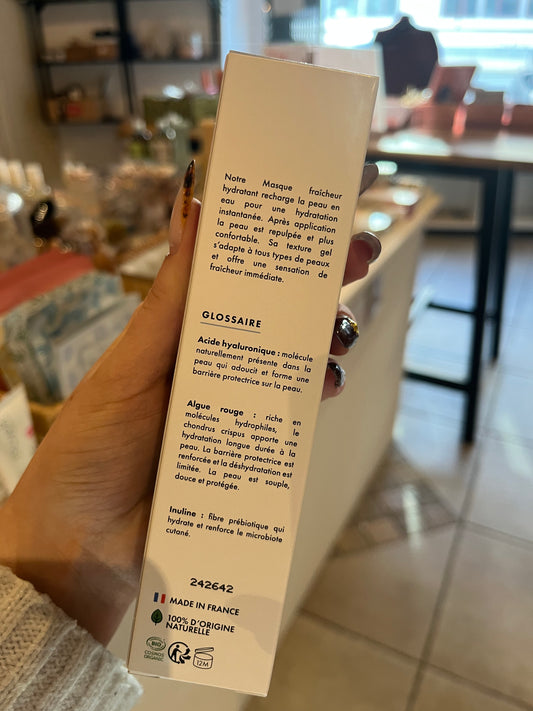 Notre Masque fraîcheur
hydratant recharge la peau en
eau pour une hydratation
instantanée. Après application
la peau est repulpée et plus
confortable. Sa texture gel
s'adapte à tous types de peaux
et offre une sensation de
fraîcheur immédiate.
GLOSSAIRE
Acide hyaluronique : molécule
naturellement présente dans la
peau qui adoucit et forme une
barrière protectrice sur la peau.
Algue rouge : riche en
molécules hydrophiles, le
chondrus crispus apporte une
hydratation longue durée à la
peau. La barrière protectrice est
renforcée et la déshydratation est
limitée. La peau est souple,
douce et protégée.
Inuline : fibre prébiotique qui
hydrate et renforce le microbiote
cutané.
242642
MADE IN FRANCE
100% D'ORIGINE
NATURELLE
BIO
COSMOS
ORGANIC
12M